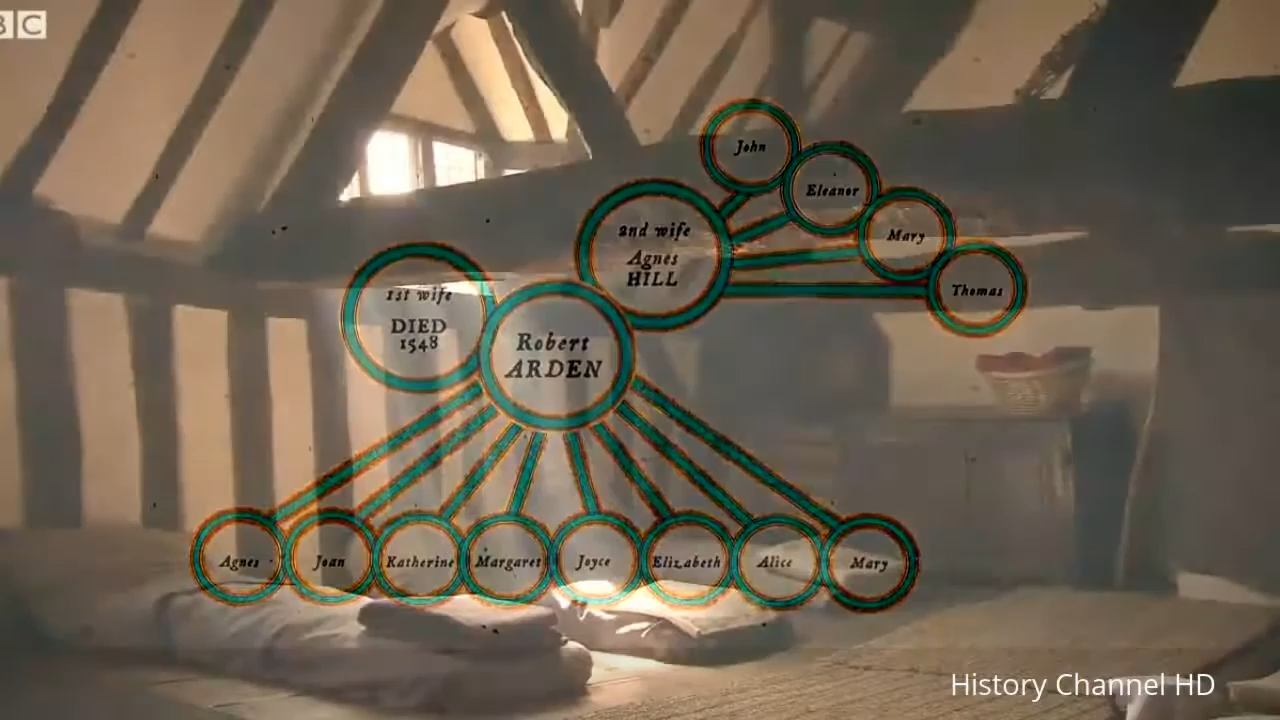 BC
John
Eleanor
2nd wife
Agnes
HILL
Mary
Thomas
1st wife
DIED
1548
Robert
ARDEN
Agnes
Joan
Katherine
Margaret
Joyce
Elizabeth
Alice
Mary
History Channel HD